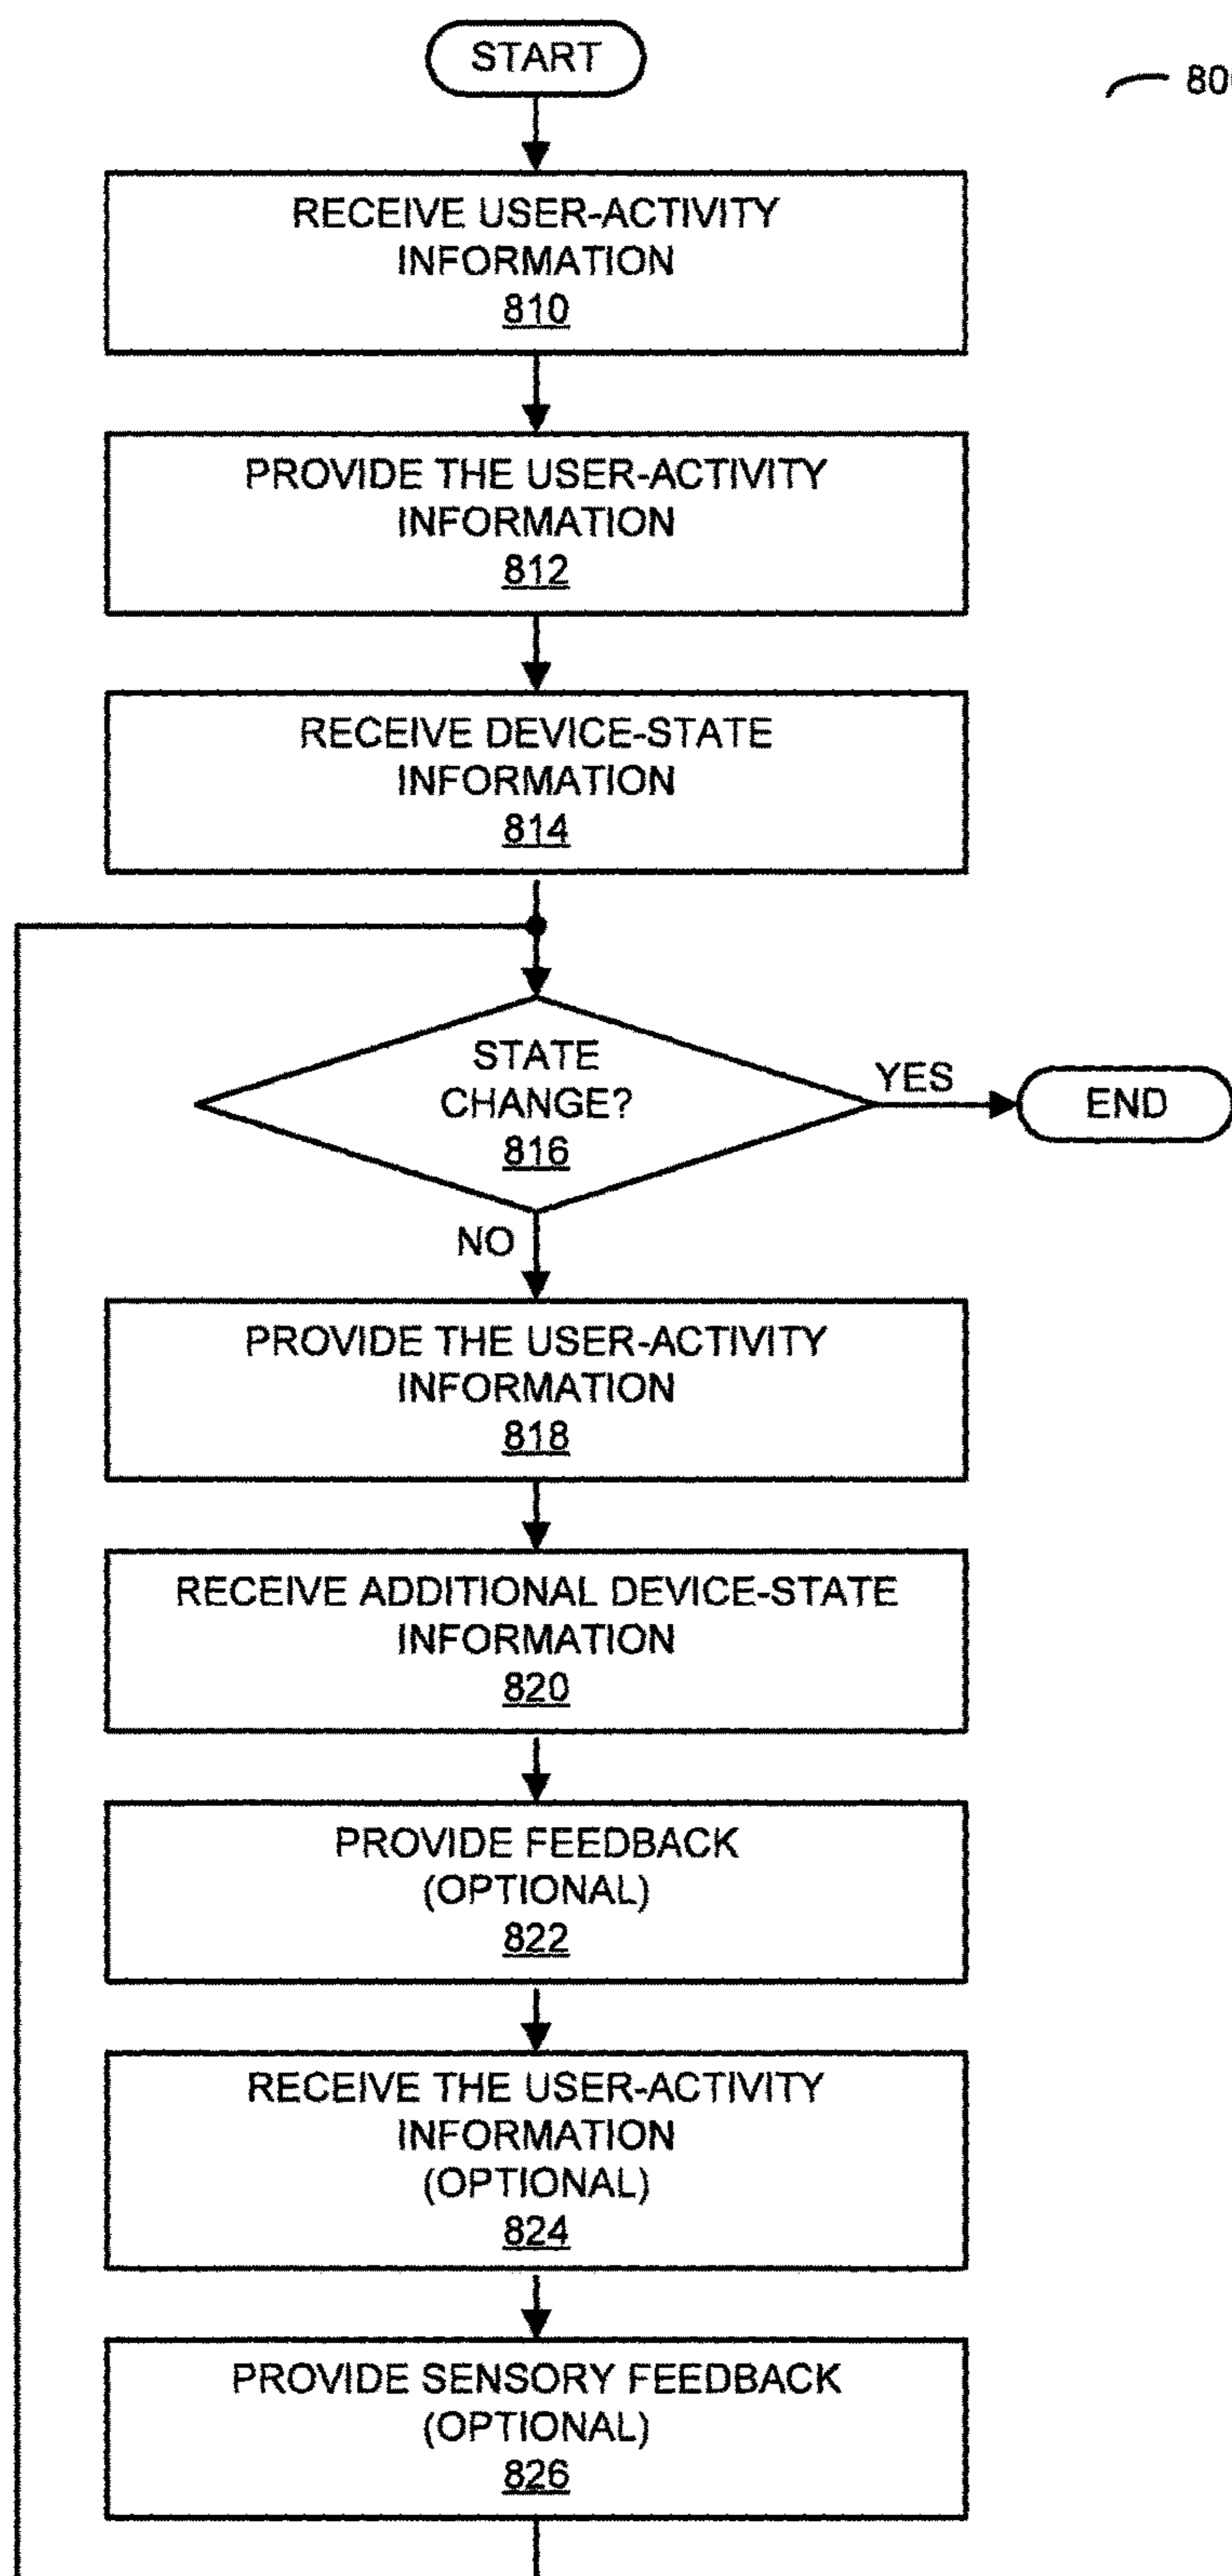 START
80
RECEIVE USER-ACTIVITY
INFORMATION
810
PROVIDE THE USER-ACTIVITY
INFORMATION
812
RECEIVE DEVICE-STATE
INFORMATION
814
STATE
CHANGE?
816
YES
END
NO
PROVIDE THE USER-ACTIVITY
INFORMATION
818
RECEIVE ADDITIONAL DEVICE-STATE
INFORMATION
820
PROVIDE FEEDBACK
(OPTIONAL)
822
RECEIVE THE USER-ACTIVITY
INFORMATION
(OPTIONAL)
824
PROVIDE SENSORY FEEDBACK
(OPTIONAL)
826